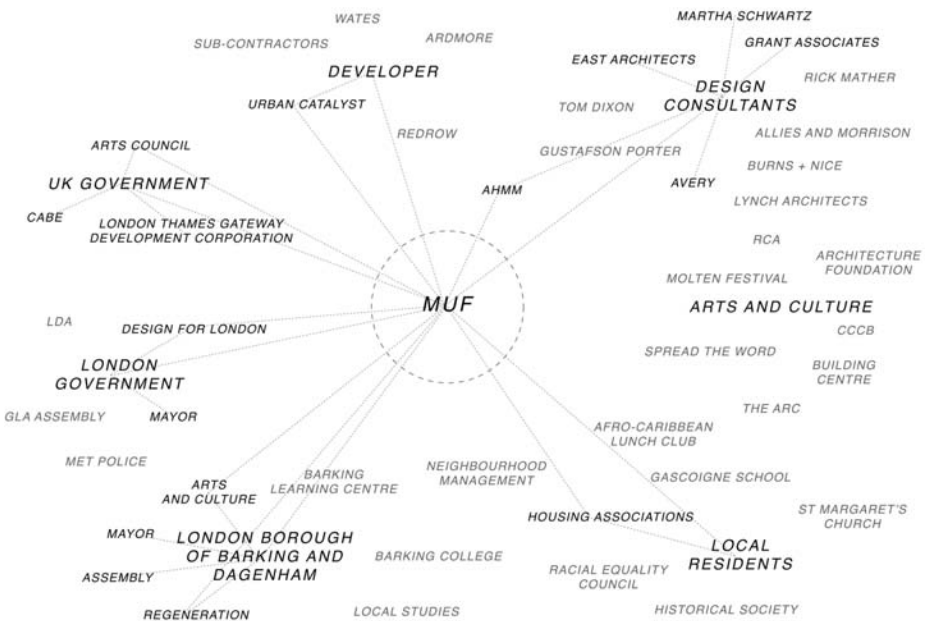 MARTHA SCHWARTZ
WATES
ARDMORE
SUB-CONTRACTORS
GRANT ASSOCIATES
EAST ARCHITECTS
DEVELOPER
RICK MATHER
DESIGN
CONSULTANTS
URBAN CATALYST
TOM DIXON
REDROW
ALLIES AND MORRISON
ARTS COUNCIL
GUSTAFSON PORTER
BURNS + NICE
UK GOVERNMENT
AHMM
AVERY
LYNCH ARCHITECTS
CABE
LONDON THAMES GATEWAY
DEVELOPMENT CORPORATION
RCA
ARCHITECTURE
FOUNDATION
MOLTEN FESTIVAL
MUF
ARTS AND CULTURE
LDA
DESIGN FOR LONDON
CCCB
SPREAD THE WORD
LONDON
GOVERNMENT
BUILDING
CENTRE
GLA ASSEMBLY
MAYOR
THE ARC
AFRO-CARIBBEAN
LUNCH CLUB
MET POLICE
BARKING
LEARNING CENTRE
NEIGHBOURHOOD
MANAGEMENT
GASCOIGNE SCHOOL
ARTS
AND CULTURE
HOUSING ASSOCIATIONS
ST MARGARET'S
CHURCH
MAYOR
LONDON BOROUGH
OF BARKING AND
DAGENHAM
LOCAL
RESIDENTS
BARKING COLLEGE
RACIAL EQUALITY
COUNCIL
ASSEMBLY
REGENERATION
LOCAL STUDIES
HISTORICAL SOCIETY